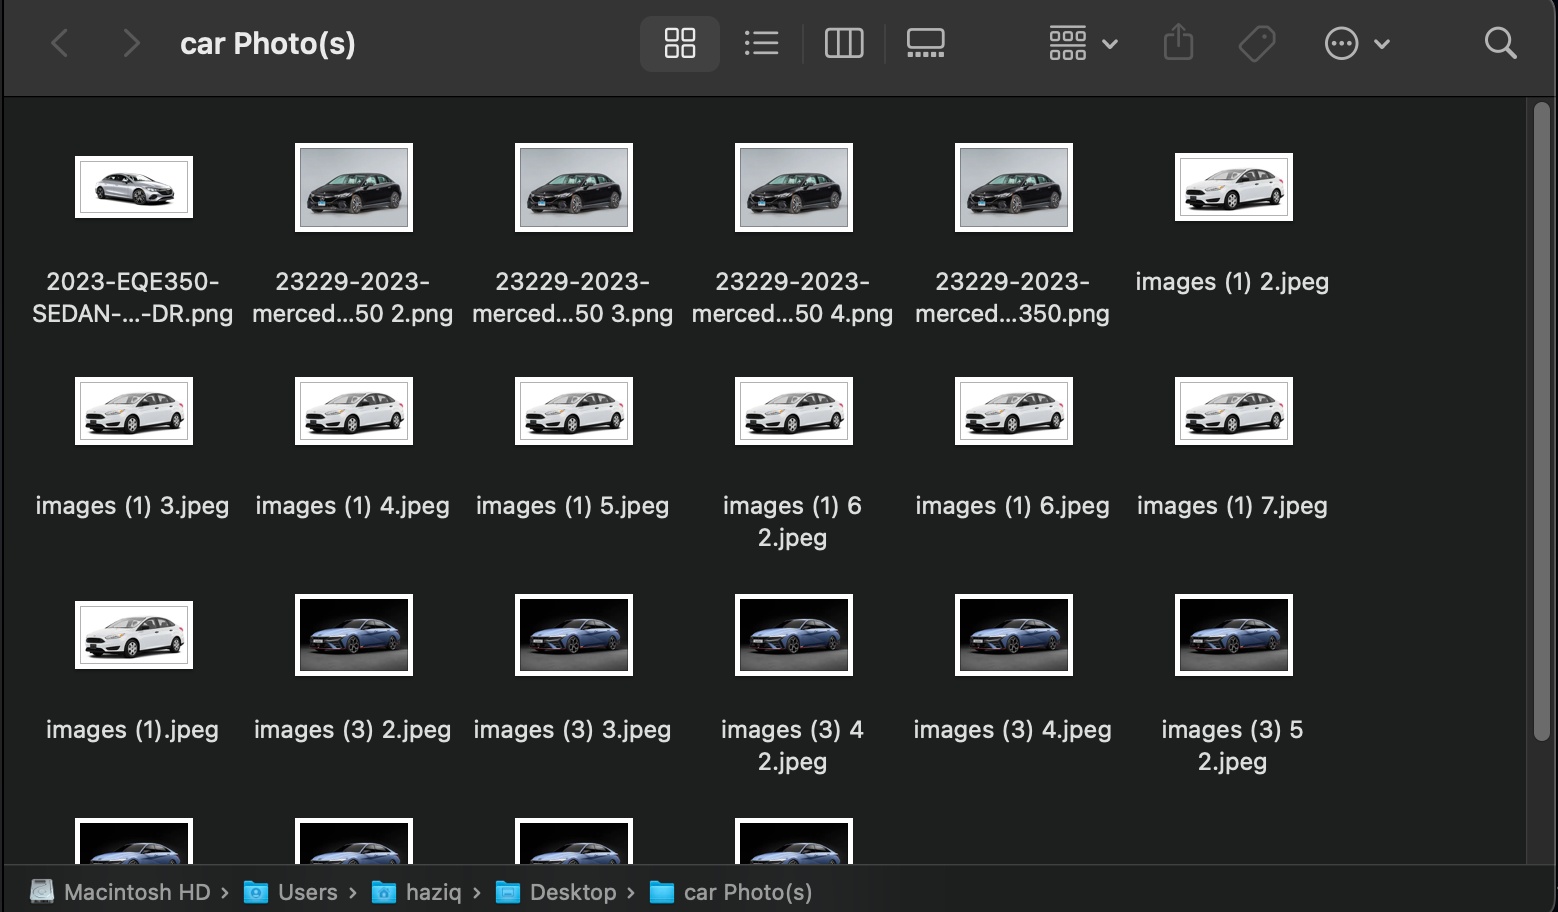 car Photo(s)
2023-EQE350-
SEDAN-...-DR.png
23229-2023-
merced...50 2.png
23229-2023-
merced...50 3.png
23229-2023-
merced...50 4.png
23229-2023-
merced...350.png
images (1) 2.jpeg
images (1) 3.jpeg
images (1) 4.jpeg
images (1) 5.jpeg
images (1) 6
2.jpeg
images (1) 6.jpeg
images (1) 7.jpeg
images (1).jpeg
images (3) 2.jpeg
images (3) 3.jpeg
images (3) 4
2.jpeg
images (3) 4.jpeg
images (3) 5
2.jpeg
Macintosh HD › Users › haziq › Desktop › car Photo(s)